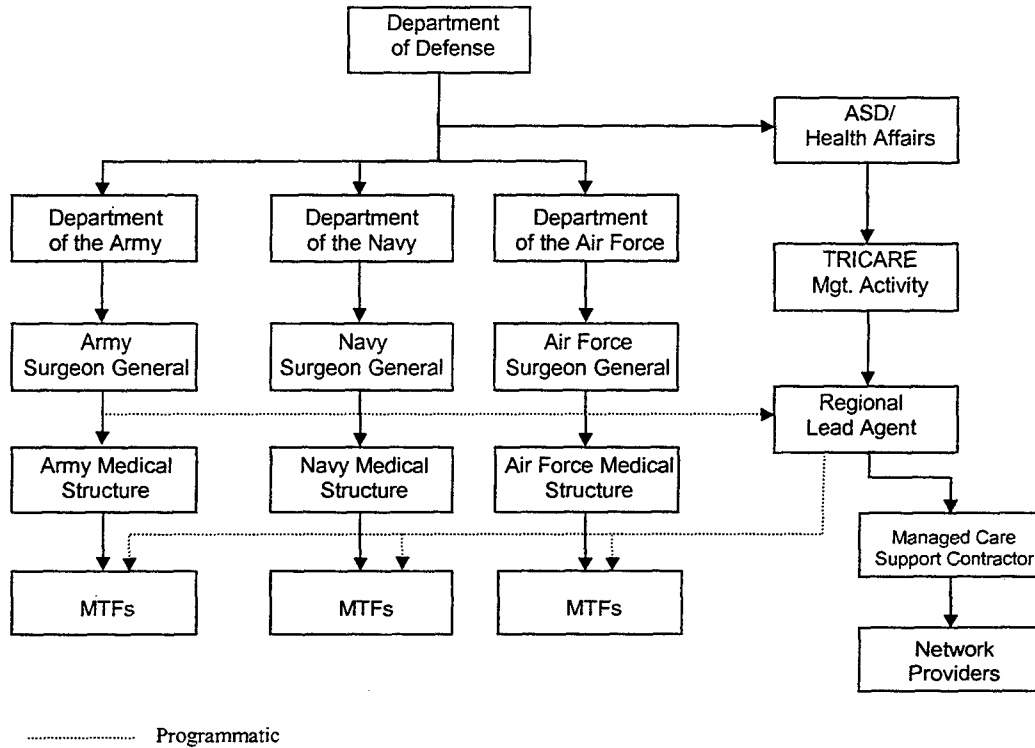 Department
of Defense
ASD/
Health Affairs
Department
of the Army
Department
of the Navy
Department
of the Air Force
TRICARE
Mgt. Activity
Army
Surgeon General
Navy
Surgeon General
Air Force
Surgeon General
Regional
Lead Agent
Army Medical
Structure
Navy Medical
Structure
Air Force Medical
Structure
Managed Care
Support Contractor
MTFs
MTFs
MTFs
Network
Providers
Programmatic